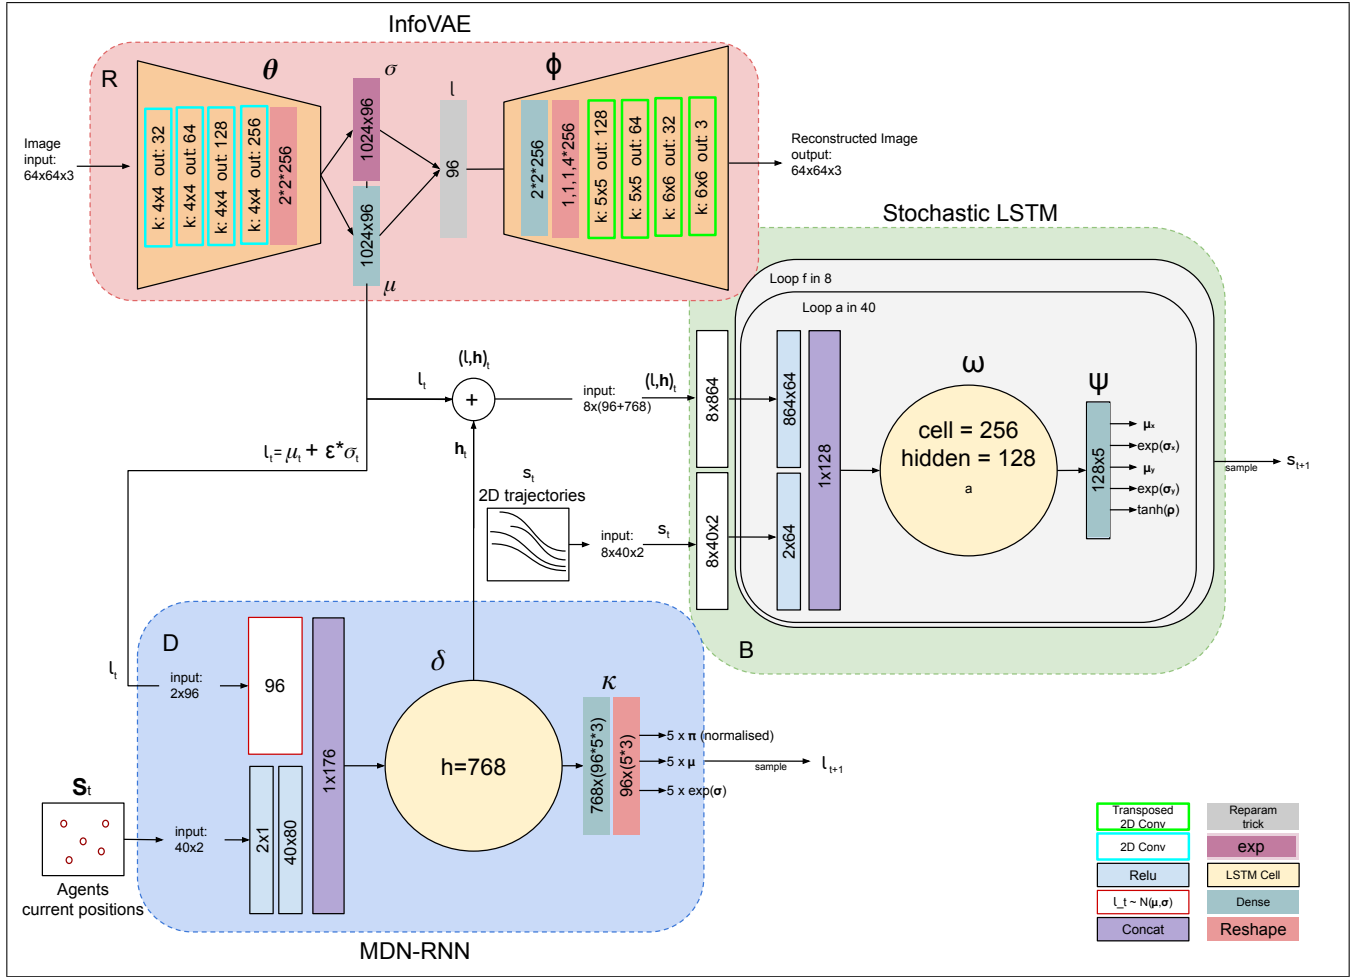 InfoVAE
R
θ
σ
l
ϕ
Image
input:
64x64x3
k: 4x4 out: 32
k: 4x4 out: 64
k: 4x4 out: 128
k: 4x4 out: 256
2*2*256
1024x96
1024x96
μ
96
2*2*256
1,1,1,4*256
k: 5x5 out: 128
k: 5x5 out: 64
k: 6x6 out: 32
k: 6x6 out: 3
Reconstructed Image
output:
64x64x3
Stochastic LSTM
Loop f in 8
Loop a in 40
(l,h)t
lt
+
input:
8x(96+768)
(l,h)t
8x864
864x64
1x128
ω
cell = 256
hidden = 128
a
ψ
128x5
μx
exp(σx)
μy
exp(σy)
tanh(ρ)
sample
st+1
lt= μt + ε*σt
ht
st
2D trajectories
input:
8x40x2
st
8x40x2
2x64
B
D
lt
input:
2x96
96
1x176
δ
h=768
κ
768x(96*5*3)
96x(5*3)
5 x π (normalised)
5 x μ
5 x exp(σ)
sample
lt+1
St
Agents
current positions
input:
40x2
2x1
40x80
MDN-RNN
Transposed
2D Conv
Reparam
trick
2D Conv
exp
Relu
LSTM Cell
l_t ~ N(μ,σ)
Dense
Concat
Reshape